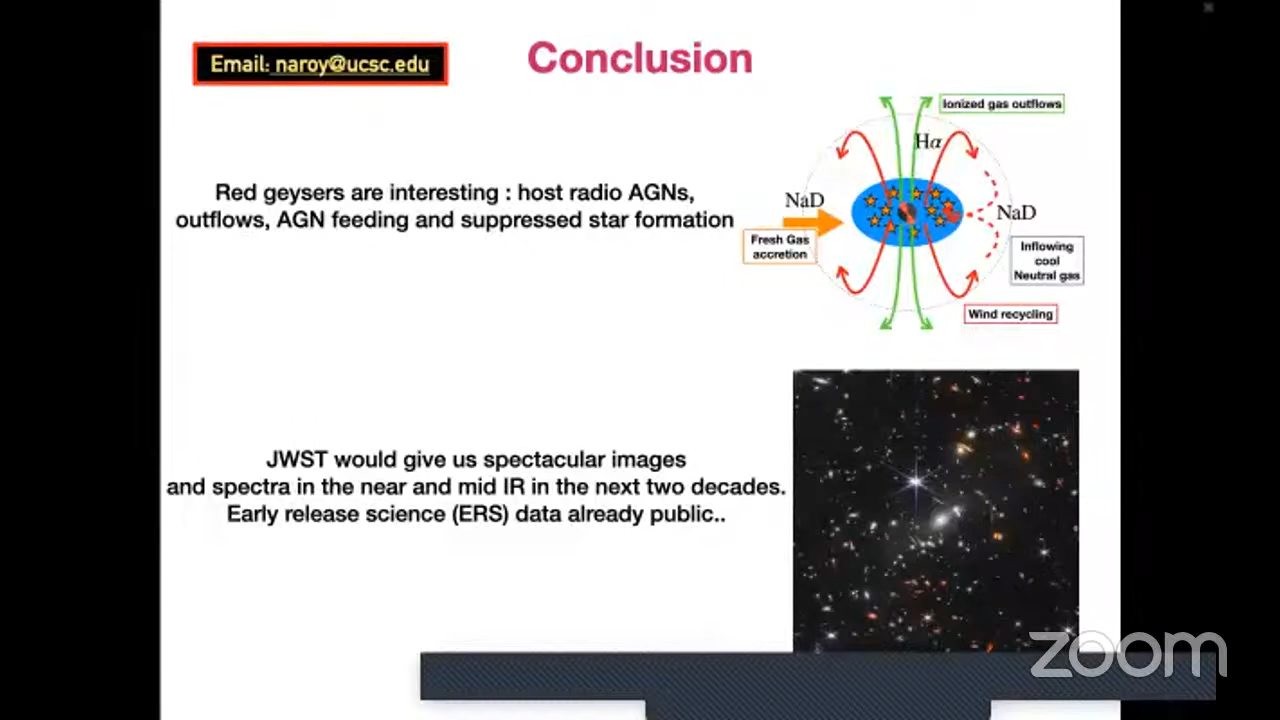 Email: naroy@ucsc.edu
Conclusion
Ionized gas outflows
Hα
Red geysers are interesting : host radio AGNs,
outflows, AGN feeding and suppressed star formation
NaD
NaD
Fresh Gas
accretion
Inflowing
cool
Neutral gas
Wind recycling
JWST would give us spectacular images
and spectra in the near and mid IR in the next two decades.
Early release science (ERS) data already public..
zoom